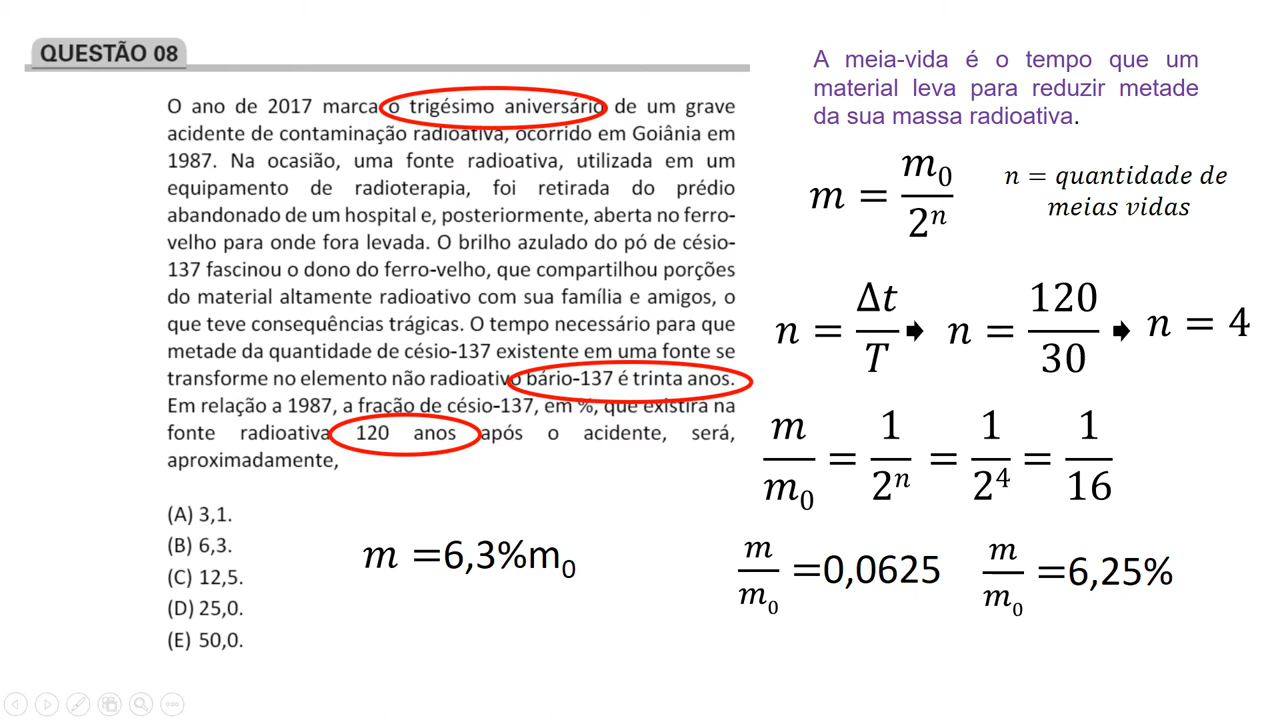 QUESTÃO 08
O ano de 2017 marca o trigésimo aniversário de um grave
acidente de contaminação radioativa, ocorrido em Goiânia em
1987. Na ocasião, uma fonte radioativa, utilizada em um
equipamento de radioterapia, foi retirada do prédio
abandonado de um hospital e, posteriormente, aberta no ferro-
velho para onde fora levada. O brilho azulado do pó de césio-
137 fascinou o dono do ferro-velho, que compartilhou porções
do material altamente radioativo com sua família e amigos, o
que teve consequências trágicas. O tempo necessário para que
metade da quantidade de césio-137 existente em uma fonte se
transforme no elemento não radioativo bário-137 é trinta anos.
Em relação a 1987, a fração de césio-137, em %, que existirá na
fonte radioativa 120 anos após o acidente, será,
aproximadamente,
(A) 3,1.
(B) 6,3.
(C) 12,5.
(D) 25,0.
(E) 50,0.
m =6,3%m₀
A meia-vida é o tempo que um
material leva para reduzir metade
da sua massa radioativa.
m = m₀/2ⁿ
n = quantidade de
meias vidas
n = Δt/T 🡺 n = 120/30 🡺 n = 4
m/m₀ = 1/2ⁿ = 1/2⁴ = 1/16
m/m₀ =0,0625 m/m₀ =6,25%